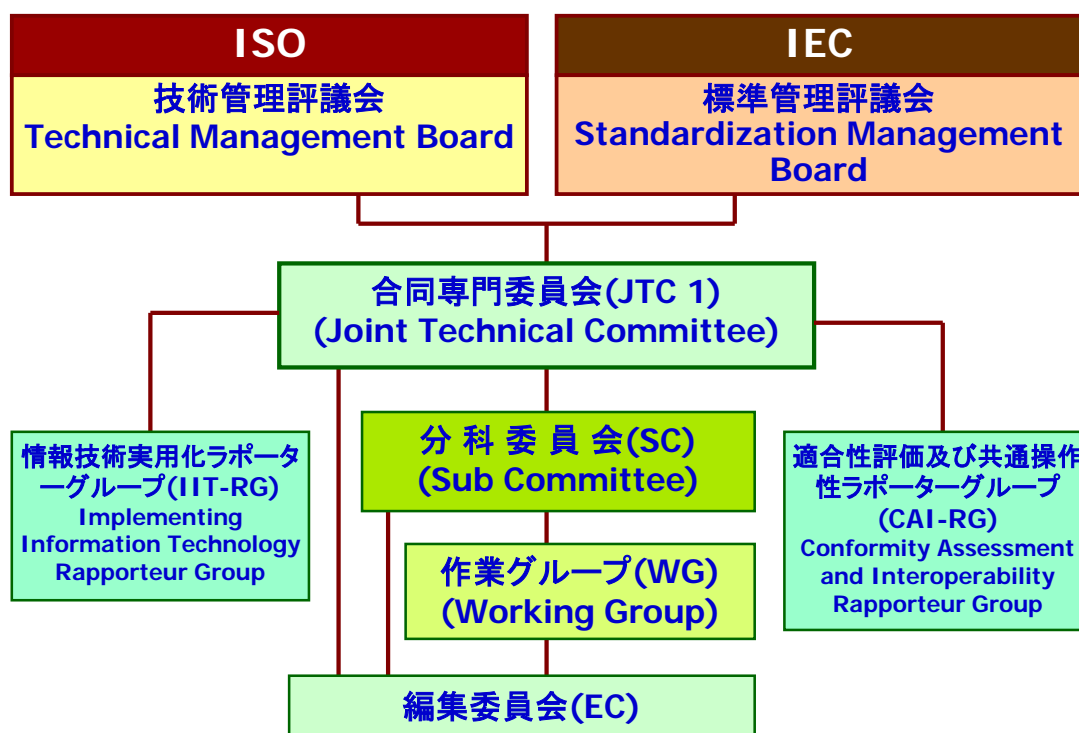 ISO
技術管理評議会
Technical Management Board
IEC
標準管理評議会
Standardization Management
Board
合同専門委員会(JTC 1)
(Joint Technical Committee)
情報技術実用化ラポータ
ーグループ(IIT-RG)
Implementing
Information Technology
Rapporteur Group
分 科 委 員 会(SC)
(Sub Committee)
適合性評価及び共通操作
性ラポーターグループ
(CAI-RG)
Conformity Assessment
and Interoperability
Rapporteur Group
作業グループ(WG)
(Working Group)
編集委員会(EC)